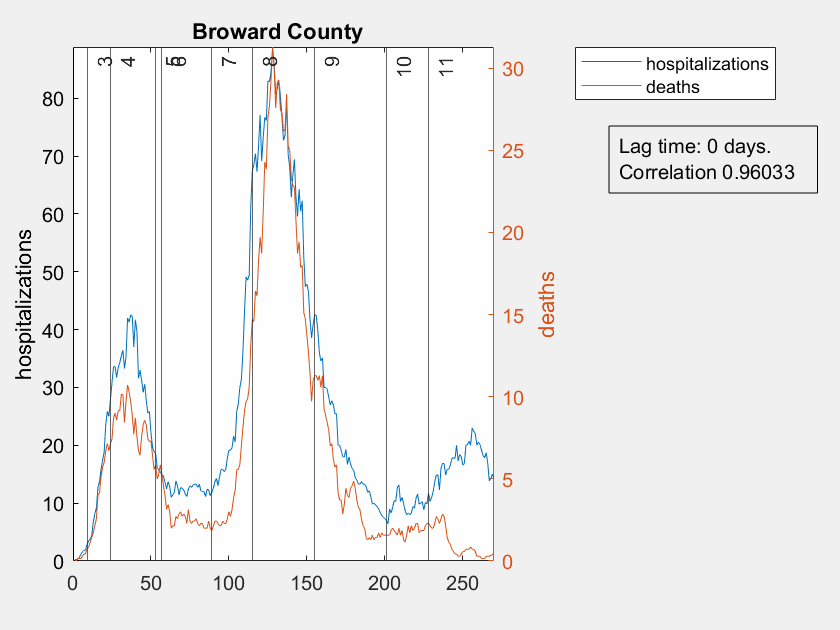 Broward County
3 4 5 6 7 8 9 10 11
hospitalizations
deaths
Lag time: 0 days.
Correlation 0.96033
80
70
60
50
40
30
20
10
0
hospitalizations
30
25
20
15
10
5
0
deaths
0 50 100 150 200 250